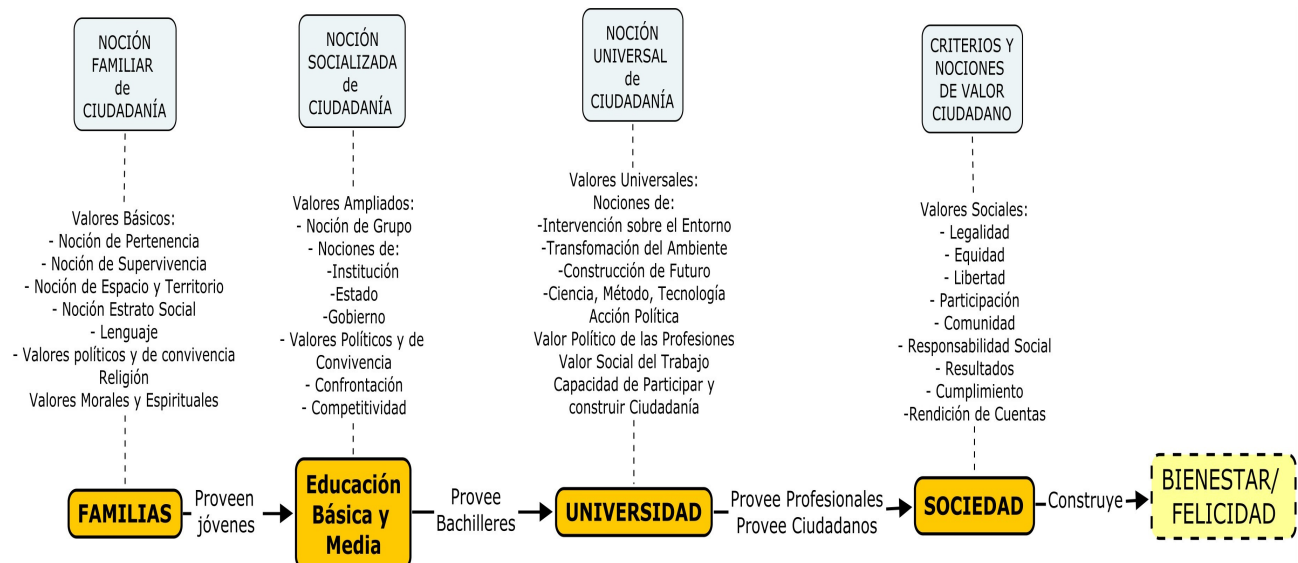 NOCIÓN
FAMILIAR
de
CIUDADANÍA
NOCIÓN
SOCIALIZADA
de
CIUDADANÍA
NOCIÓN
UNIVERSAL
de
CIUDADANÍA
CRITERIOS Y
NOCIONES
DE VALOR
CIUDADANO
Valores Básicos:
- Noción de Pertenencia
- Noción de Supervivencia
- Noción de Espacio y Territorio
- Noción Estrato Social
- Lenguaje
- Valores políticos y de convivencia
Religión
Valores Morales y Espirituales
Valores Ampliados:
- Noción de Grupo
- Nociones de:
-Institución
-Estado
-Gobierno
- Valores Políticos y de
Convivencia
- Confrontación
- Competitividad
Valores Universales:
Nociones de:
-Intervención sobre el Entorno
-Transfomación del Ambiente
-Construcción de Futuro
-Ciencia, Método, Tecnología
Acción Política
Valor Político de las Profesiones
Valor Social del Trabajo
Capacidad de Participar y
construir Ciudadanía
Valores Sociales:
- Legalidad
- Equidad
- Libertad
- Participación
- Comunidad
- Responsabilidad Social
- Resultados
- Cumplimiento
-Rendición de Cuentas
FAMILIAS
Proveen
jóvenes
Educación
Básica y
Media
Provee
Bachilleres
UNIVERSIDAD
Provee Profesionales
Provee Ciudadanos
SOCIEDAD
Construye
BIENESTAR/
FELICIDAD